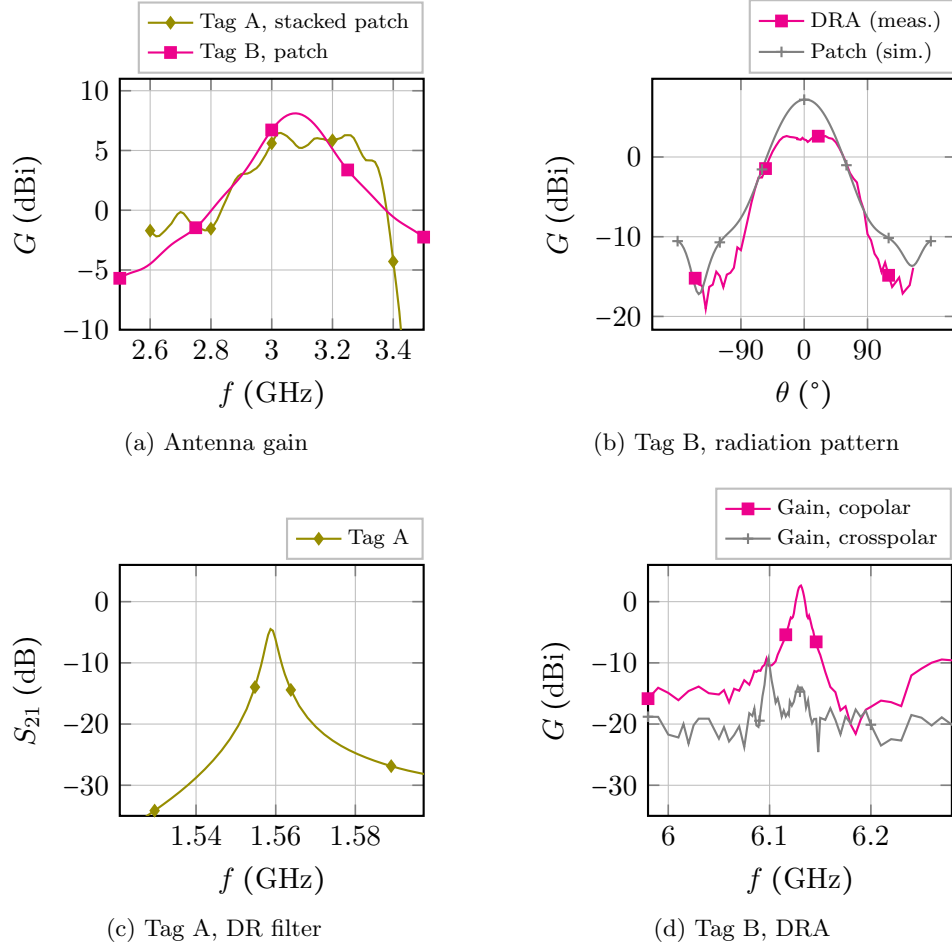 Tag A, stacked patch
Tag B, patch
10
5
0
−5
−10
G (dBi)
2.6 2.8 3 3.2 3.4
f (GHz)
(a) Antenna gain
DRA (meas.)
Patch (sim.)
0
−10
−20
G (dBi)
−90 0 90
θ (°)
(b) Tag B, radiation pattern
Tag A
0
−10
−20
−30
S21 (dB)
1.54 1.56 1.58
f (GHz)
(c) Tag A, DR filter
Gain, copolar
Gain, crosspolar
0
−10
−20
−30
G (dBi)
6 6.1 6.2
f (GHz)
(d) Tag B, DRA